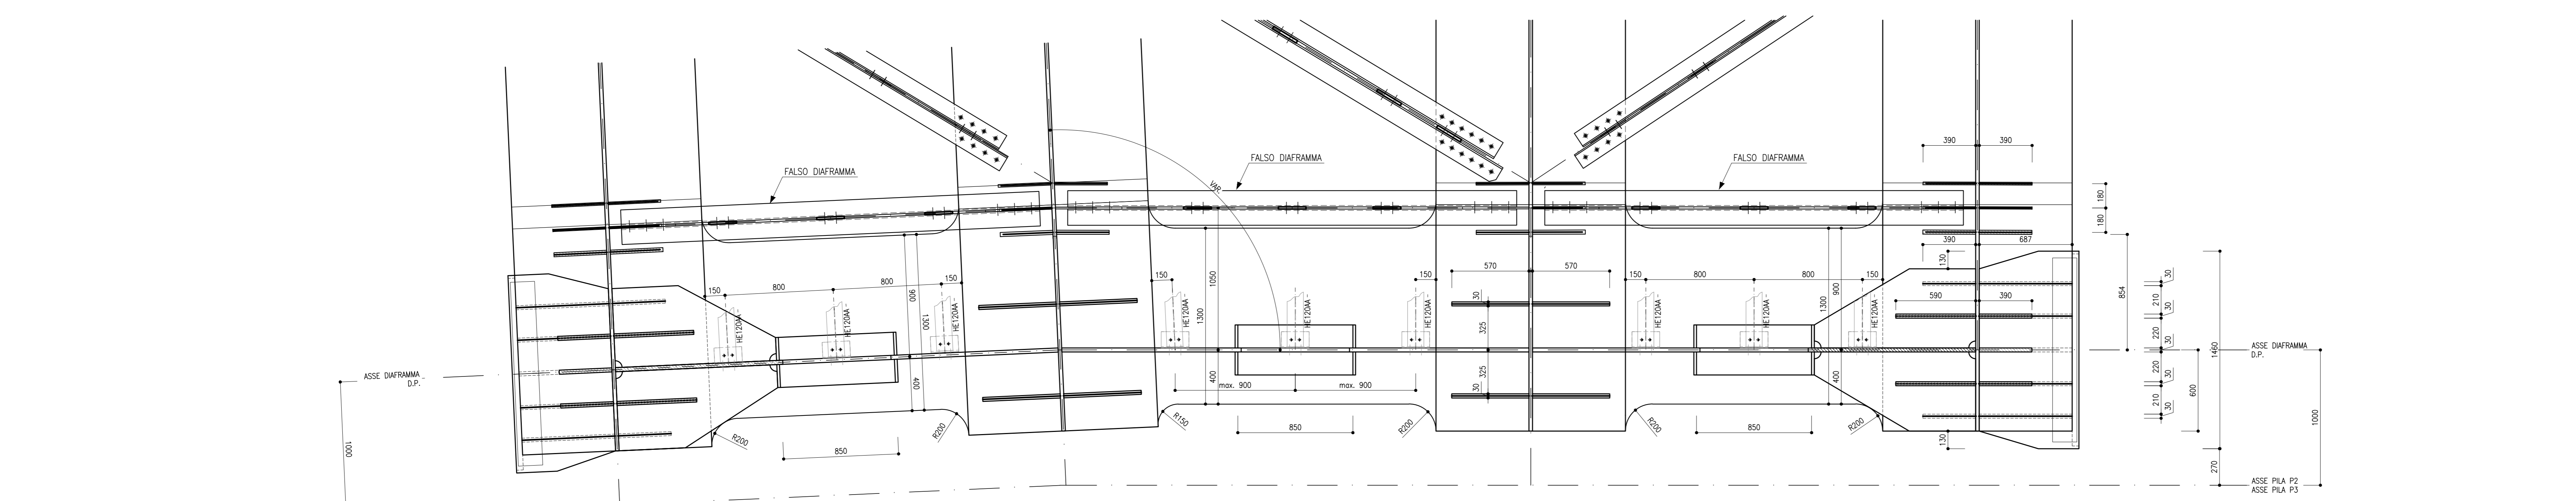 390
390
FALSO DIAFRAMMA
FALSO DIAFRAMMA
FALSO DIAFRAMMA
VAR.
180
180
390
687
130
150
800
800
150
900
1300
HE120AA
HE120AA
HE120AA
150
1050
1300
150
HE120AA
HE120AA
HE120AA
570
570
30
325
325
30
150
800
800
150
900
1300
HE120AA
HE120AA
HE120AA
590
390
854
30
210
30
220
30
220
30
210
30
1460
600
ASSE DIAFRAMMA
D.P.
ASSE DIAFRAMMA
D.P.
400
400
400
max. 900
max. 900
1000
R200
850
R200
R150
850
R200
R200
850
R200
130
270
1000
ASSE PILA P2
ASSE PILA P3